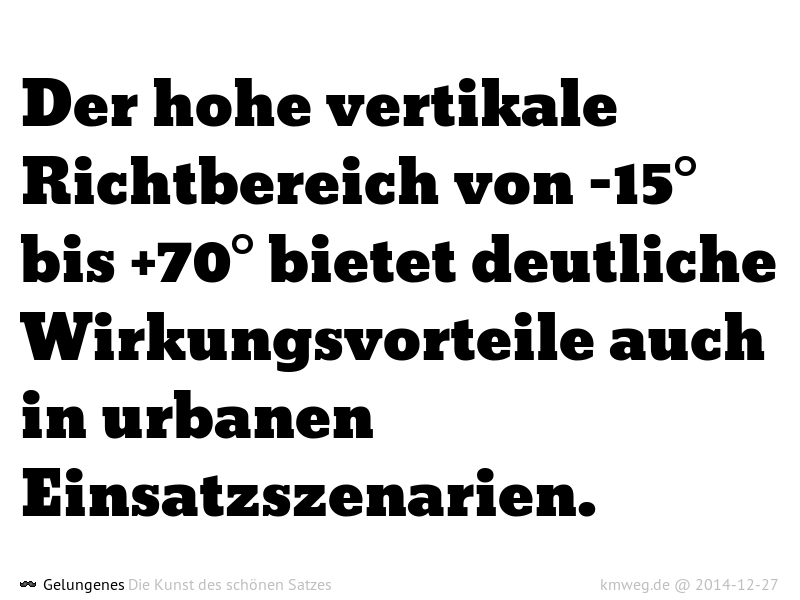 Der hohe vertikale
Richtbereich von -15°
bis +70° bietet deutliche
Wirkungsvorteile auch
in urbanen
Einsatzszenarien.
Gelungenes Die Kunst des schönen Satzes
kmweg.de @ 2014-12-27